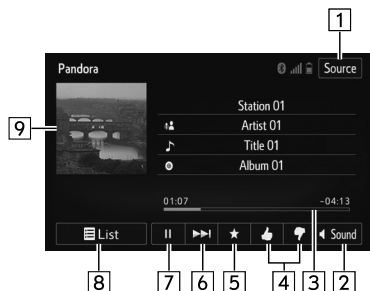 1
Pandora
Source
Station 01
9
Artist 01
Title 01
Album 01
01:07
-04:13
List
Sound
8
7
6
5
4
3
2